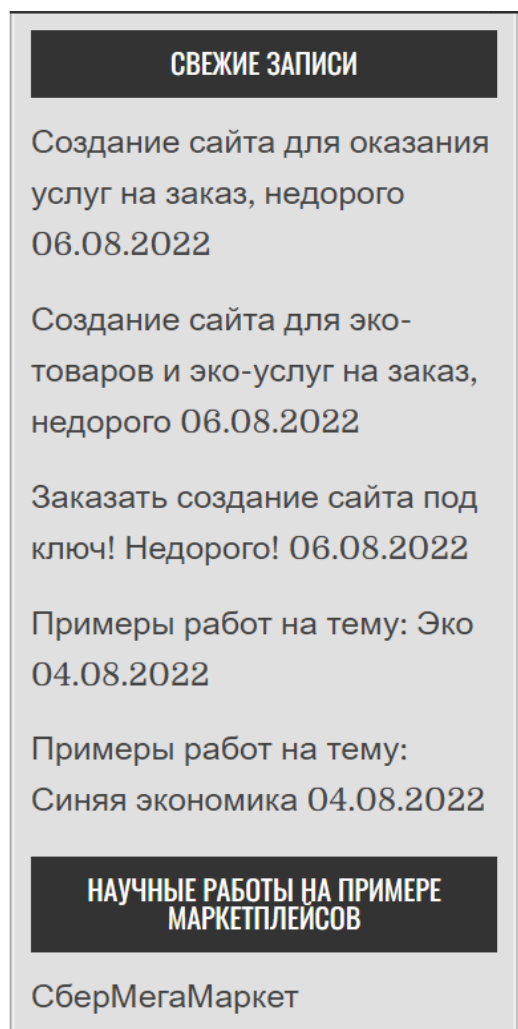 СВЕЖИЕ ЗАПИСИ
Создание сайта для оказания
услуг на заказ, недорого
06.08.2022
Создание сайта для эко-
товаров и эко-услуг на заказ,
недорого 06.08.2022
Заказать создание сайта под
ключ! Недорого! 06.08.2022
Примеры работ на тему: Эко
04.08.2022
Примеры работ на тему:
Синяя экономика 04.08.2022
НАУЧНЫЕ РАБОТЫ НА ПРИМЕРЕ
МАРКЕТПЛЕЙСОВ
СберМегаМаркет